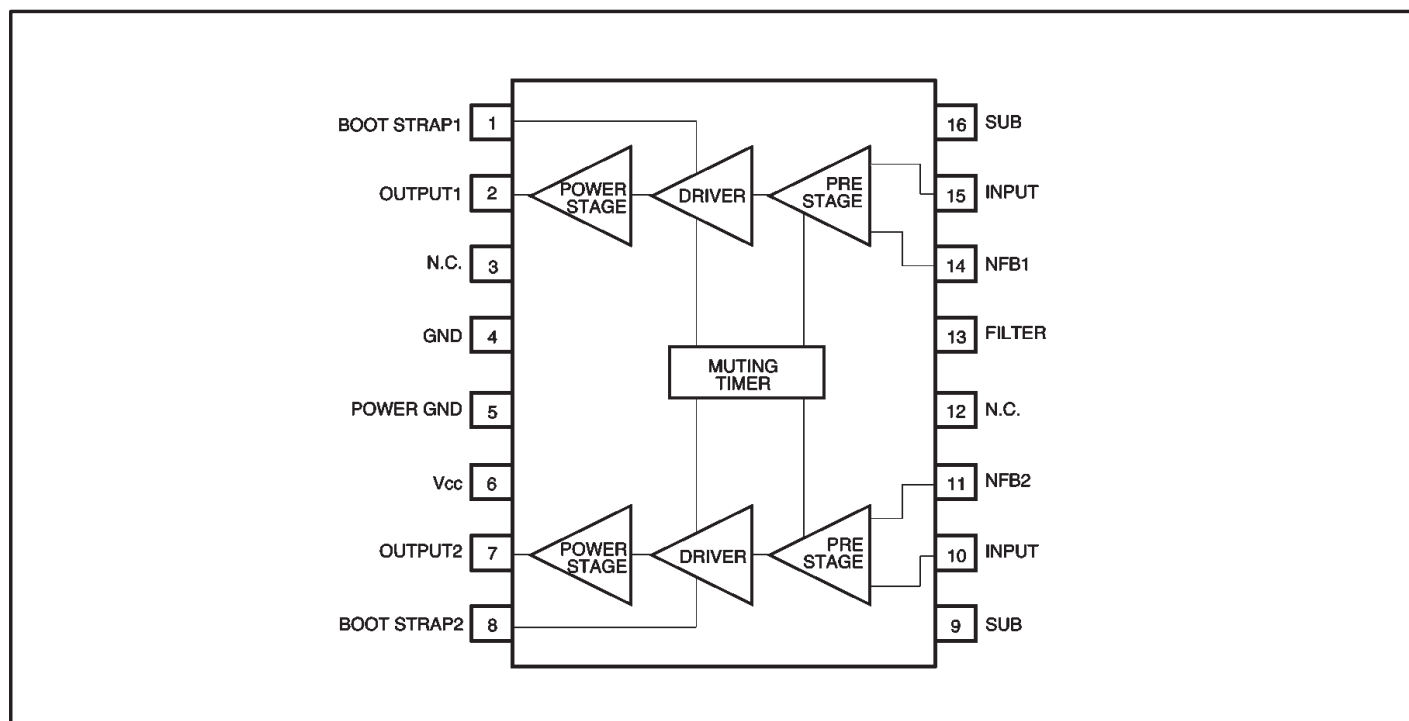 BOOT STRAP1
1
16
SUB
OUTPUT1
2
POWER
STAGE
DRIVER
PRE
STAGE
15
INPUT
N.C.
3
14
NFB1
GND
4
MUTING
TIMER
13
FILTER
POWER GND
5
12
N.C.
Vcc
6
11
NFB2
OUTPUT2
7
POWER
STAGE
DRIVER
PRE
STAGE
10
INPUT
BOOT STRAP2
8
9
SUB